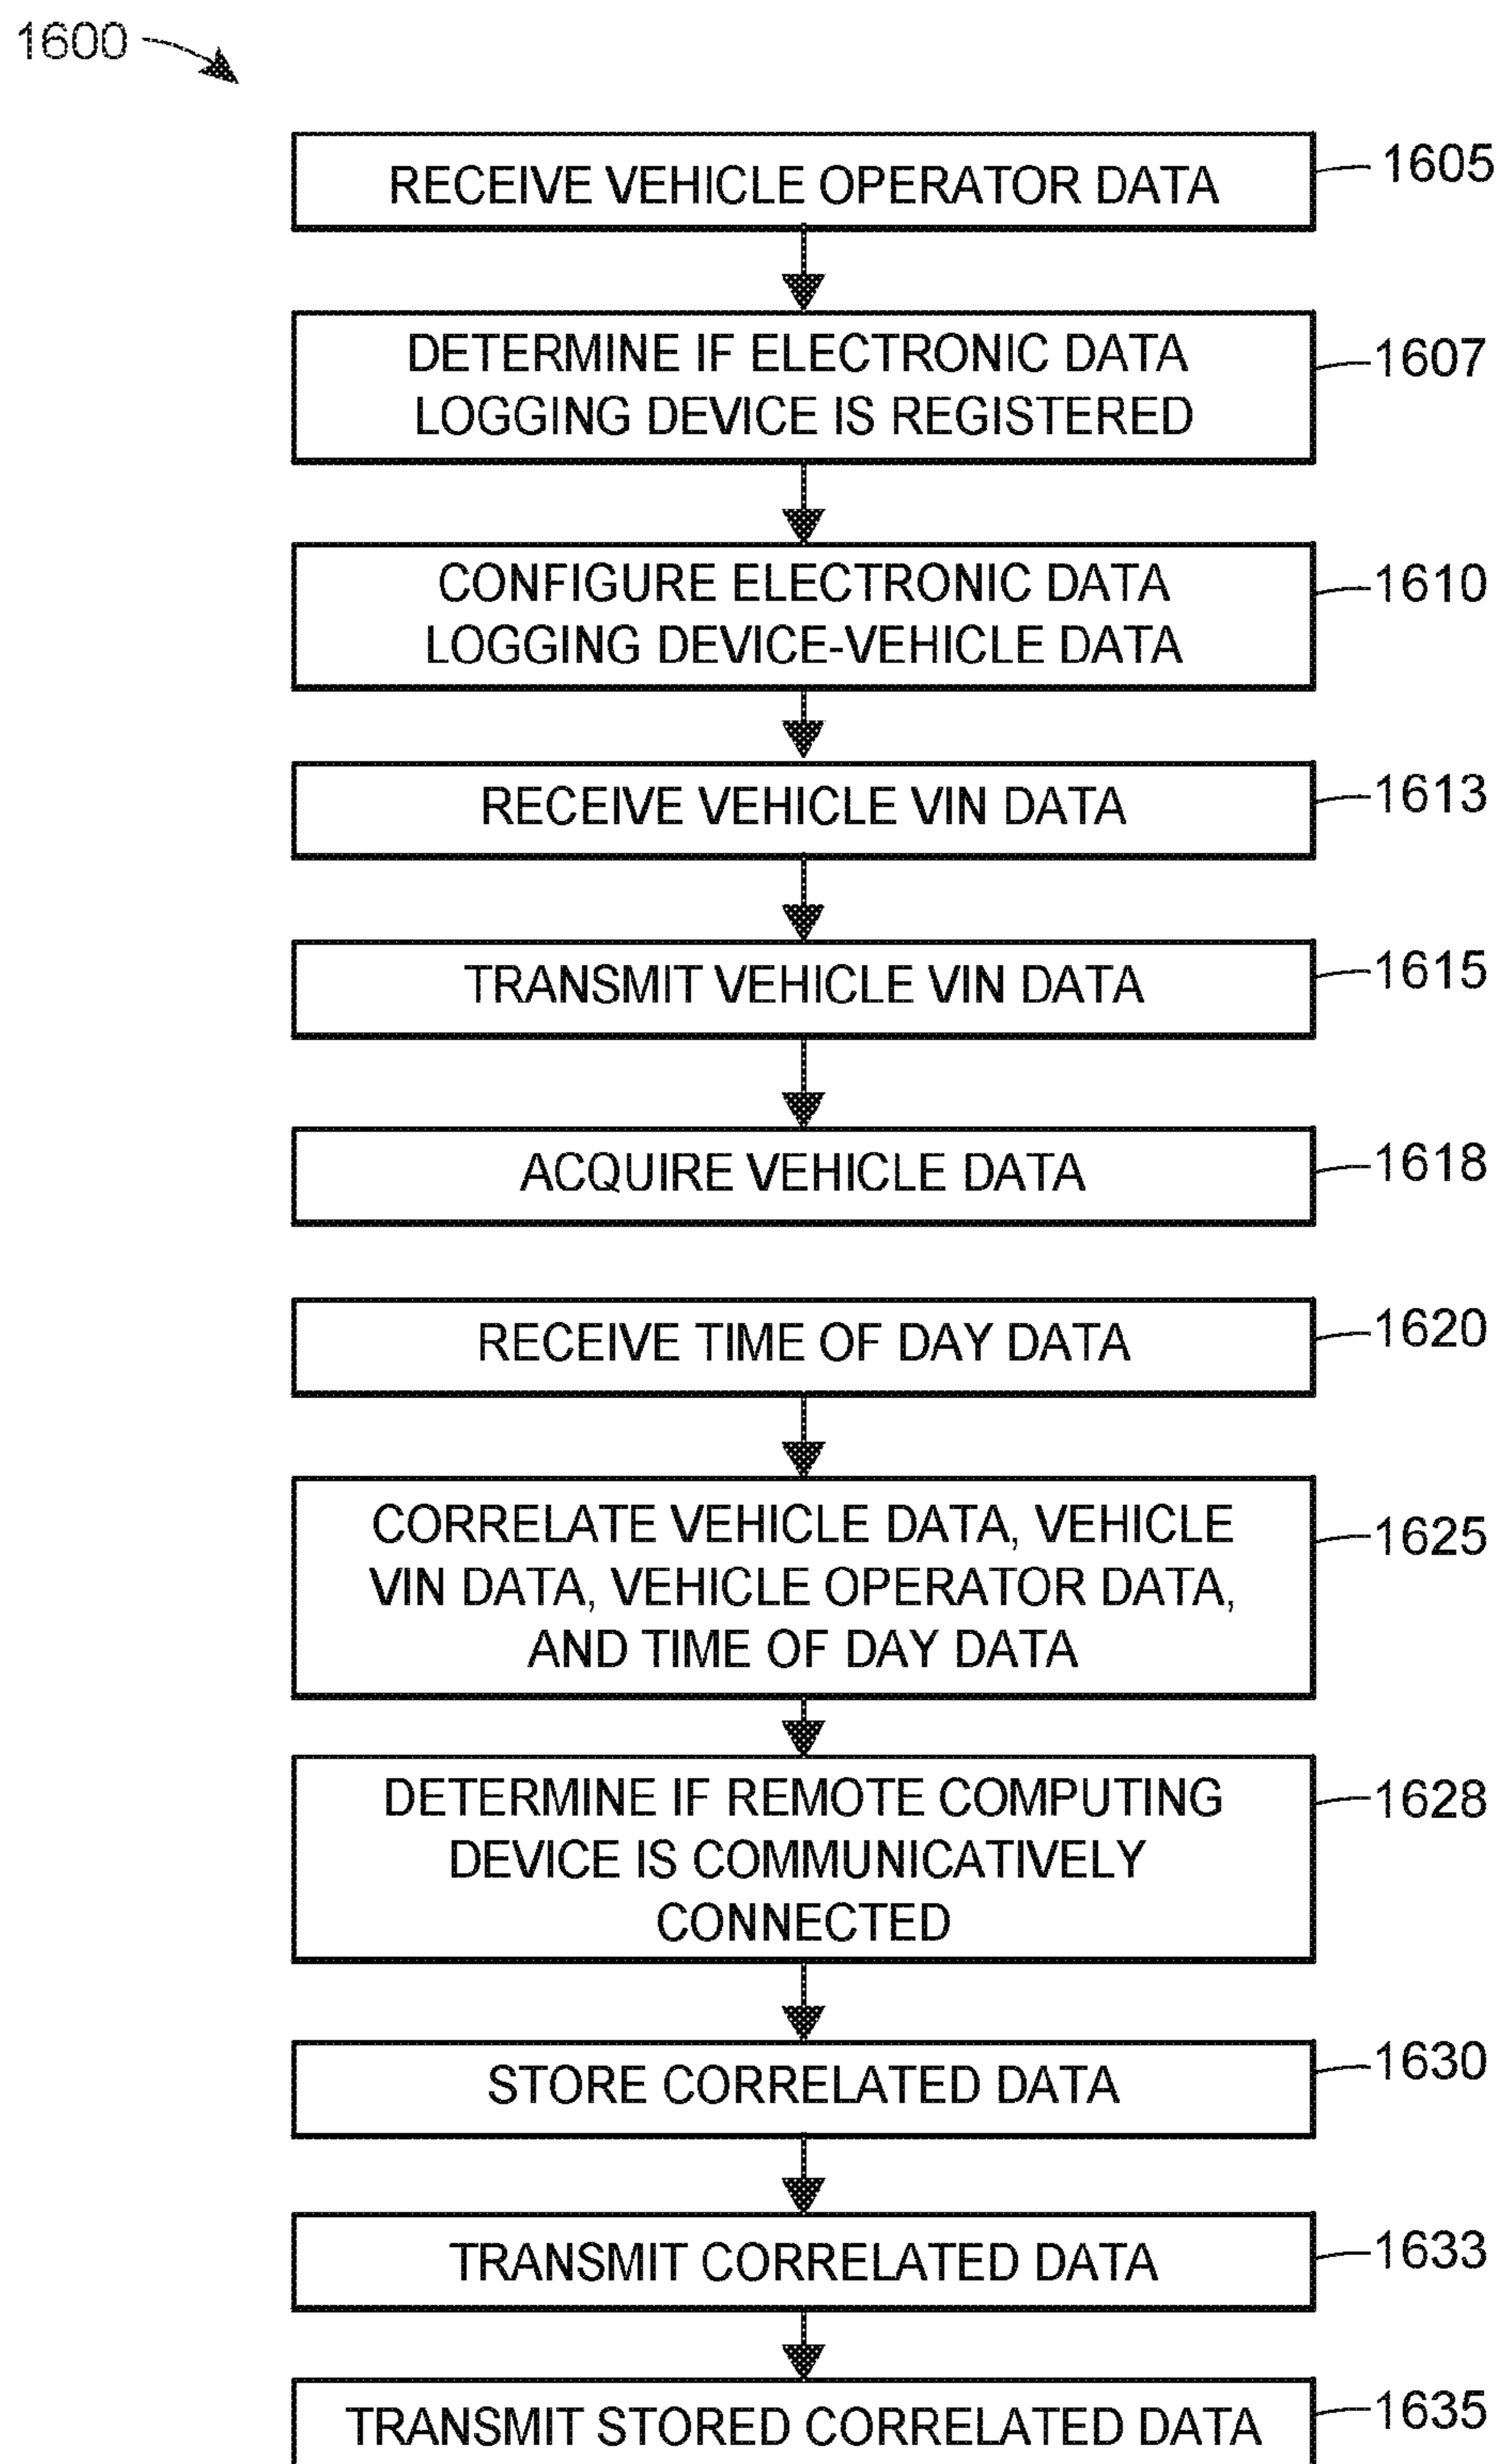 1600
RECEIVE VEHICLE OPERATOR DATA
1605
DETERMINE IF ELECTRONIC DATA
LOGGING DEVICE IS REGISTERED
1607
CONFIGURE ELECTRONIC DATA
LOGGING DEVICE-VEHICLE DATA
1610
RECEIVE VEHICLE VIN DATA
1613
TRANSMIT VEHICLE VIN DATA
1615
ACQUIRE VEHICLE DATA
1618
RECEIVE TIME OF DAY DATA
1620
CORRELATE VEHICLE DATA, VEHICLE
VIN DATA, VEHICLE OPERATOR DATA,
AND TIME OF DAY DATA
1625
DETERMINE IF REMOTE COMPUTING
DEVICE IS COMMUNICATIVELY
CONNECTED
1628
STORE CORRELATED DATA
1630
TRANSMIT CORRELATED DATA
1633
TRANSMIT STORED CORRELATED DATA
1635